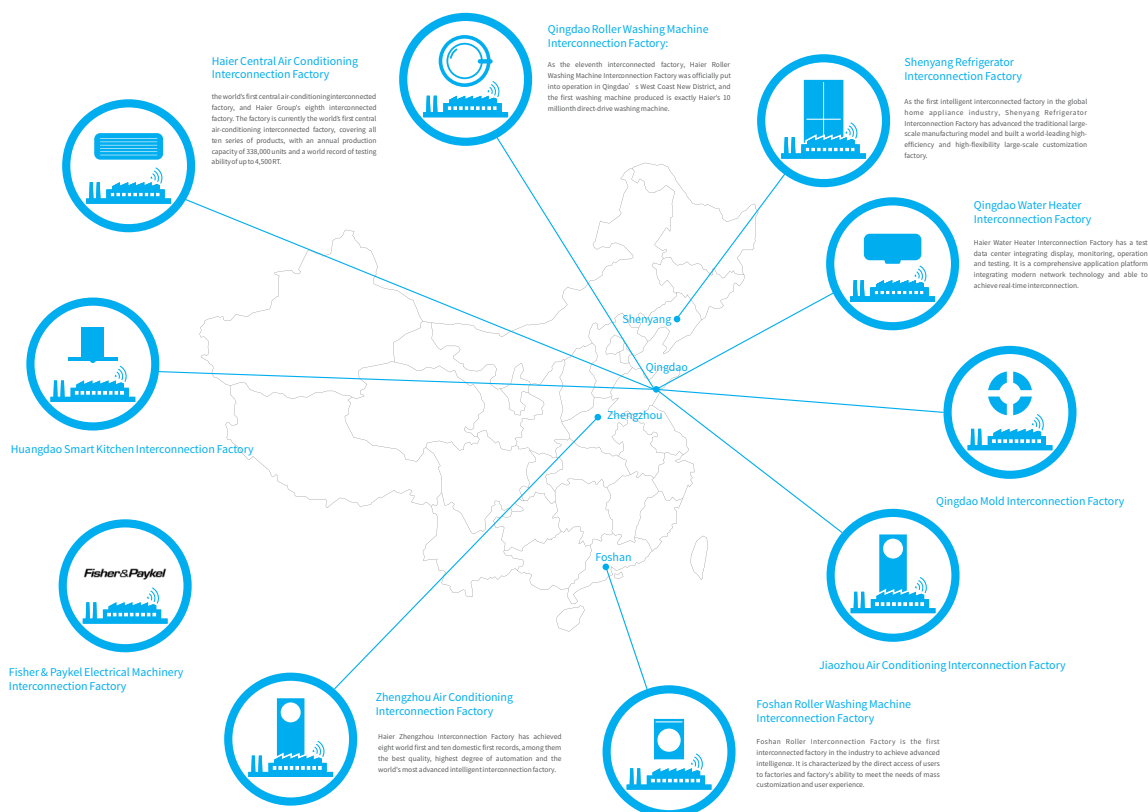 Haier Central Air Conditioning
Interconnection Factory
the world's first central air-conditioning interconnected
factory, and Haier Group's eighth interconnected
factory. The factory is currently the world's first central
air-conditioning interconnected factory, covering all
ten series of products, with an annual production
capacity of 338,000 units and a world record of testing
ability of up to 4,500 RT.
Qingdao Roller Washing Machine
Interconnection Factory:
As the eleventh interconnected factory, Haier Roller
Washing Machine Interconnection Factory was officially put
into operation in Qingdao' s West Coast New District, and
the first washing machine produced is exactly Haier's 10
millionth direct-drive washing machine.
Shenyang Refrigerator
Interconnection Factory
As the first intelligent interconnected factory in the global
home appliance industry, Shenyang Refrigerator
Interconnection Factory has advanced the traditional large-
scale manufacturing model and built a world-leading high-
efficiency and high-flexibility large-scale customization
factory.
Qingdao Water Heater
Interconnection Factory
Haier Water Heater Interconnection Factory has a test
data center integrating display, monitoring, operation
and testing. It is a comprehensive application platform
integrating modern network technology and able to
achieve real-time interconnection.
Shenyang
Qingdao
Zhengzhou
Foshan
Huangdao Smart Kitchen Interconnection Factory
Qingdao Mold Interconnection Factory
Fisher&Paykel
Fisher & Paykel Electrical Machinery
Interconnection Factory
Jiaozhou Air Conditioning Interconnection Factory
Zhengzhou Air Conditioning
Interconnection Factory
Haier Zhengzhou Interconnection Factory has achieved
eight world first and ten domestic first records, among them
the best quality, highest degree of automation and the
world's most advanced intelligent interconnection factory.
Foshan Roller Washing Machine
Interconnection Factory
Foshan Roller Interconnection Factory is the first
interconnected factory in the industry to achieve advanced
intelligence. It is characterized by the direct access of users
to factories and factory's ability to meet the needs of mass
customization and user experience.